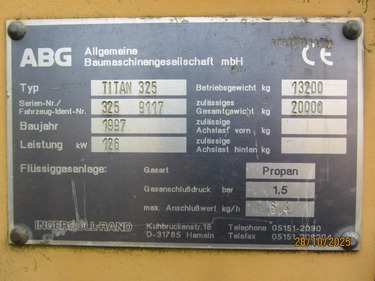 ABG Allgemeine Baumaschinengesellschaft mbH CE
Typ TITAN 325 Betriebsgewicht kg 13200
Serien-Nr./ Fahrzeug-Ident-Nr. 325 9117 zulässiges Gesamtgewicht kg 20000
Baujahr 1997 zulässige Achslast vorn kg
Leistung kW 126 zulässige Achslast hinten kg
Flüssiggasanlage: Gasart Propan
Gasanschlußdruck bar 1.5
max. Anschlußwert kg/h 6.4
INGERSOLL-RAND Kuhbrückenstr.18 Telephone 05151-2090
D-31785 Hameln Telefax
28/10/2025